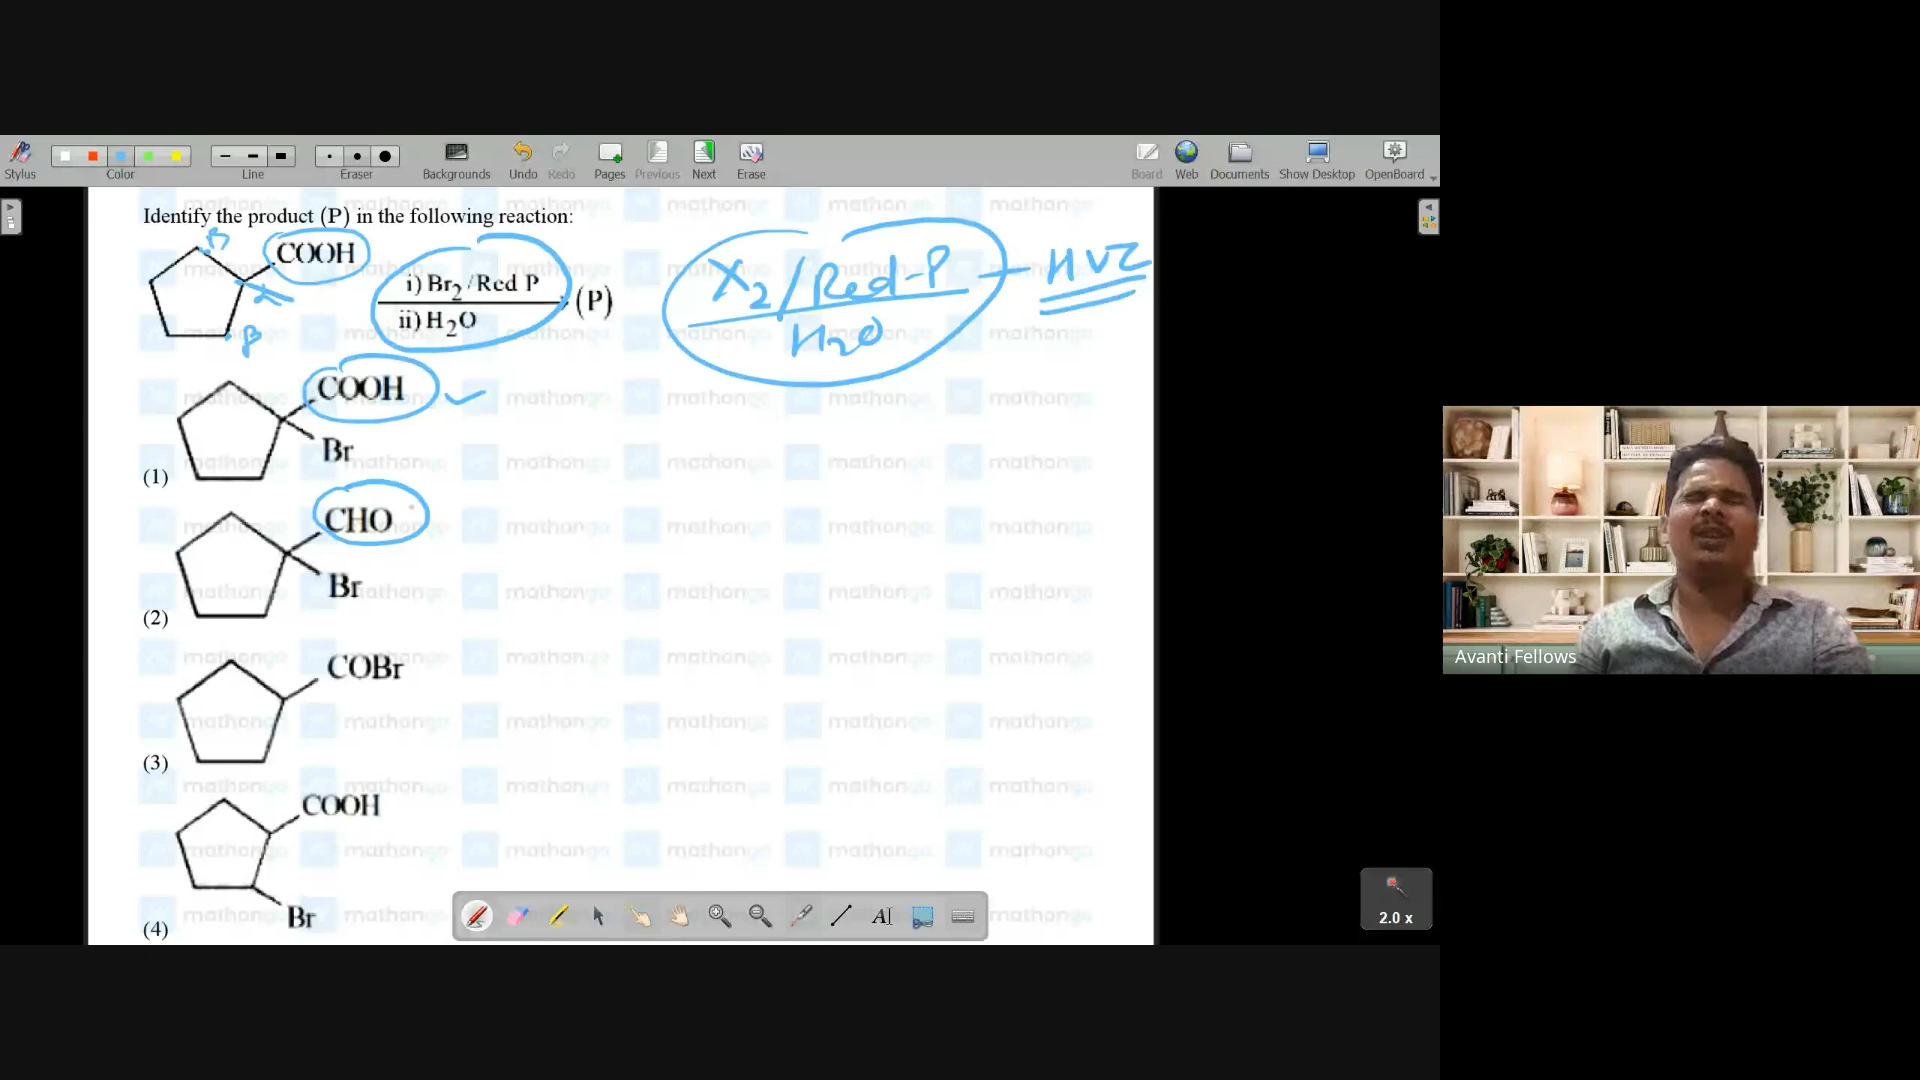 Stylus
Color
Line
Eraser
Backgrounds
Undo
Redo
Pages
Previous
Next
Erase
Board
Web
Documents
Show Desktop
OpenBoard
Identify the product (P) in the following reaction:
COOH
i) Br2/Red P
ii) H2O
(P)
α
β
X2/Red-P
H2O
HVZ
COOH
Br
(1)
CHO
Br
(2)
COBr
(3)
COOH
Br
(4)
mathongo
2.0 x
Avanti Fellows